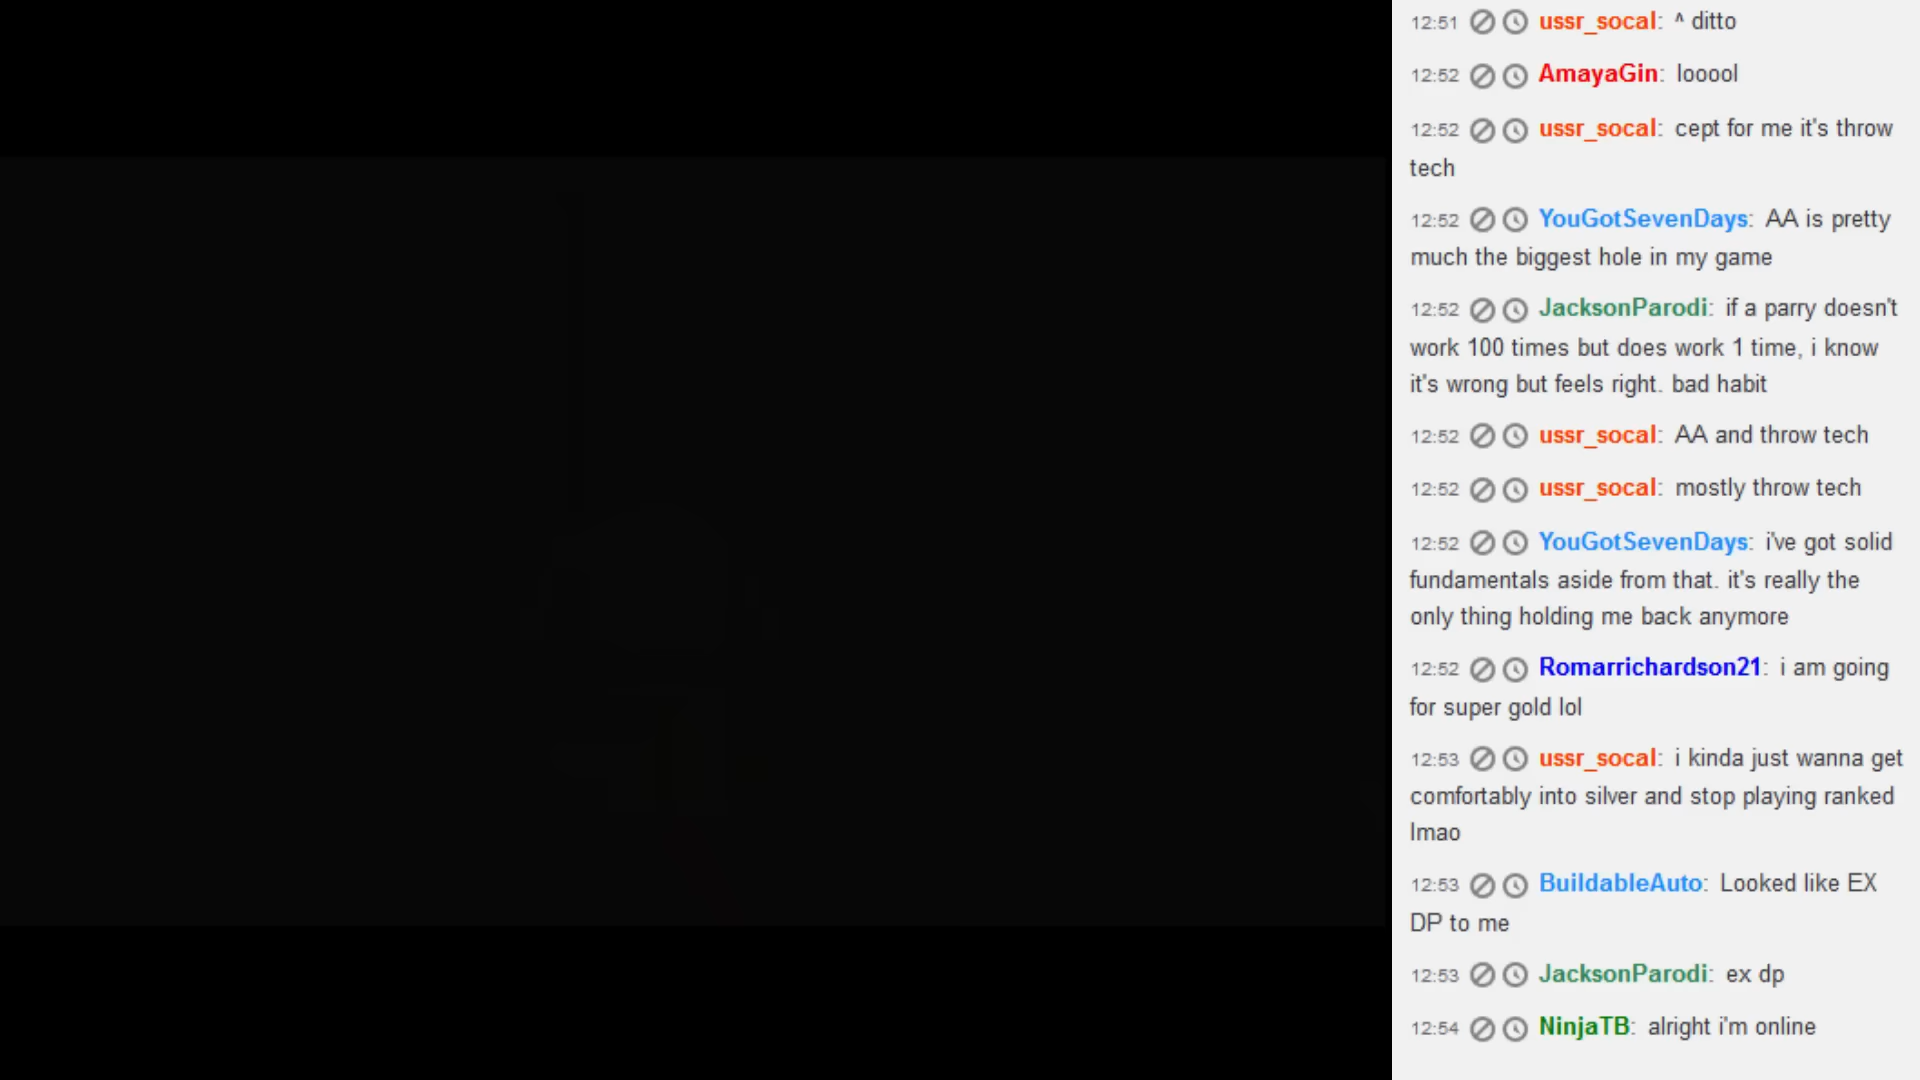 12:51 ussr_socal: ^ ditto
12:52 AmayaGin: looool
12:52 ussr_socal: cept for me it's throw
tech
12:52 YouGotSevenDays: AA is pretty
much the biggest hole in my game
12:52 JacksonParodi: if a parry doesn't
work 100 times but does work 1 time, i know
it's wrong but feels right. bad habit
12:52 ussr_socal: AA and throw tech
12:52 ussr_socal: mostly throw tech
12:52 YouGotSevenDays: i've got solid
fundamentals aside from that. it's really the
only thing holding me back anymore
12:52 Romarrichardson21: i am going
for super gold lol
12:53 ussr_socal: i kinda just wanna get
comfortably into silver and stop playing ranked
lmao
12:53 BuildableAuto: Looked like EX
DP to me
12:53 JacksonParodi: ex dp
12:54 NinjaTB: alright i'm online